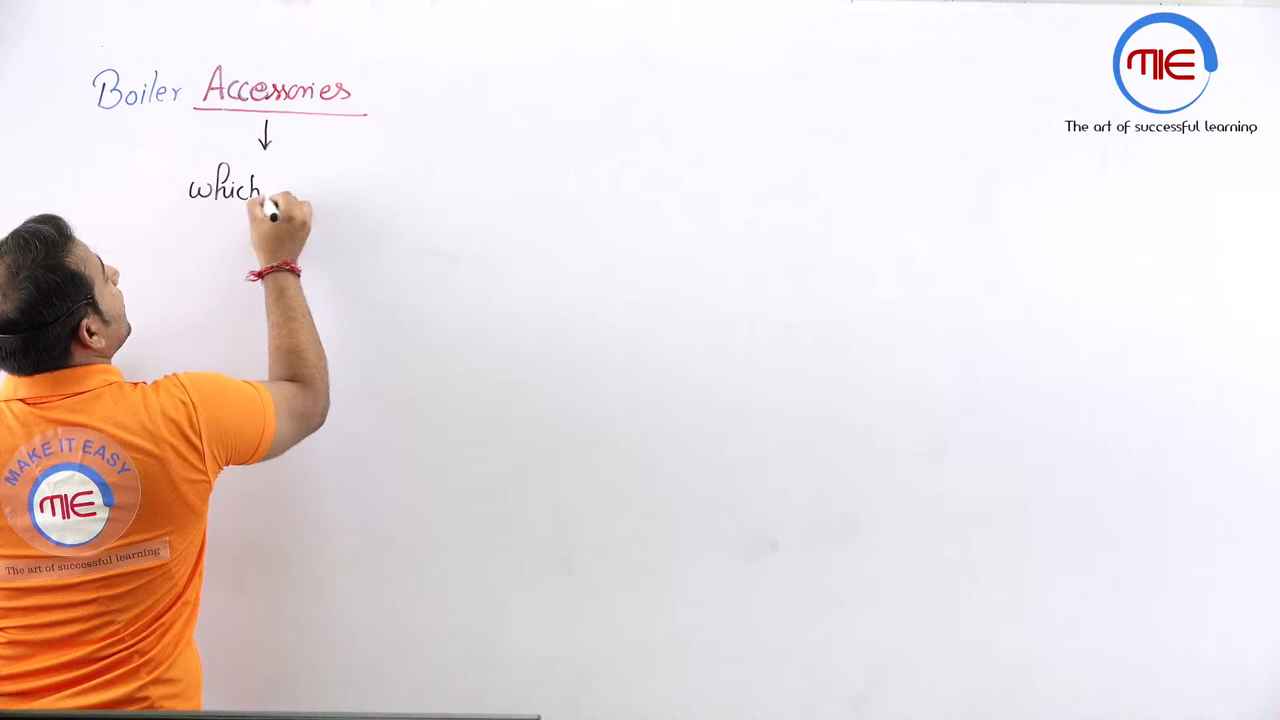 Boiler Accessories
which
MIE
The art of successful learning
MAKE IT EASY
MIE
The art of successful learning